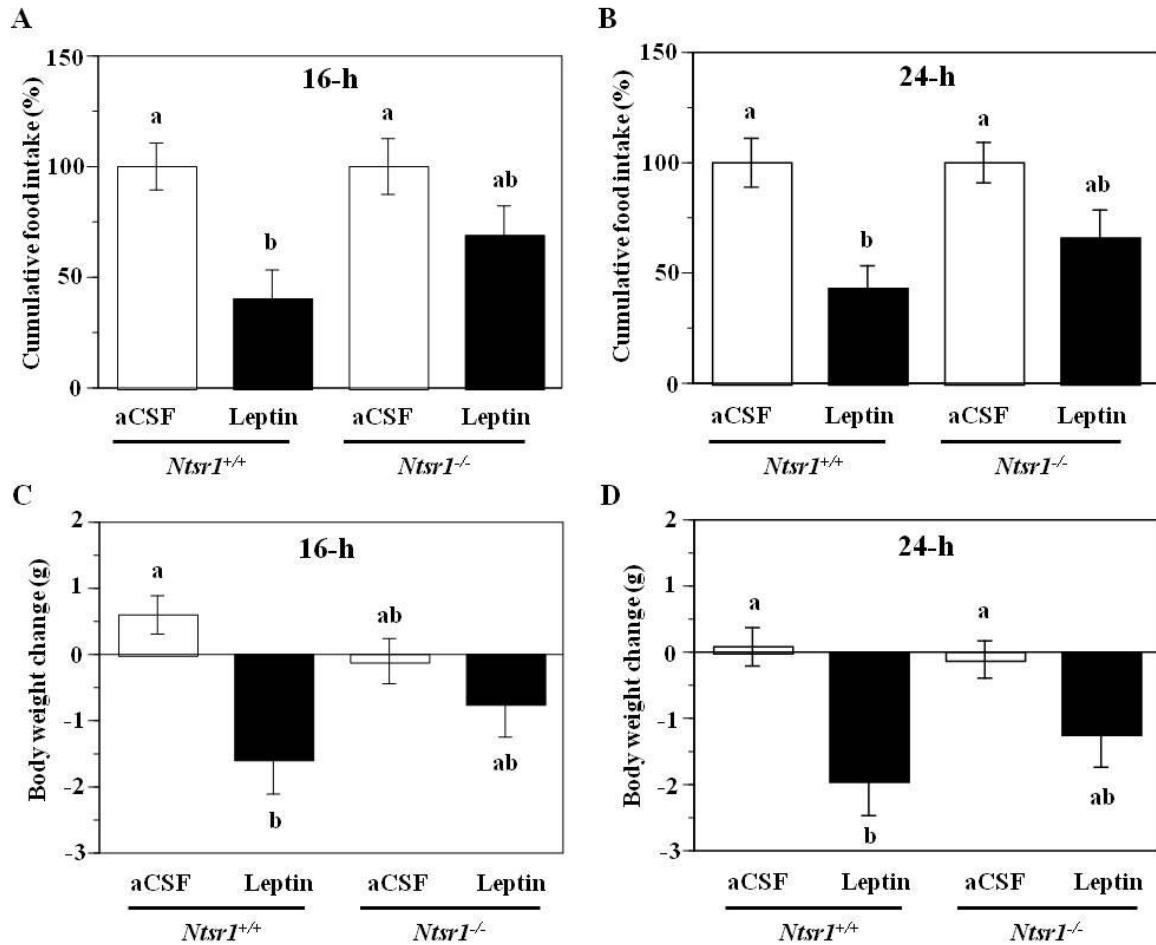 A
Cumulative food intake (%)
150
100
50
0
16-h
a
b
a
ab
aCSF Leptin aCSF Leptin
Ntsr1+/+ Ntsr1-/-
B
Cumulative food intake (%)
150
100
50
0
24-h
a
b
a
ab
aCSF Leptin aCSF Leptin
Ntsr1+/+ Ntsr1-/-
C
Body weight change (g)
2
1
0
-1
-2
-3
16-h
a
b
ab
ab
aCSF Leptin aCSF Leptin
Ntsr1+/+ Ntsr1-/-
D
Body weight change (g)
2
1
0
-1
-2
-3
24-h
a
b
a
ab
aCSF Leptin aCSF Leptin
Ntsr1+/+ Ntsr1-/-